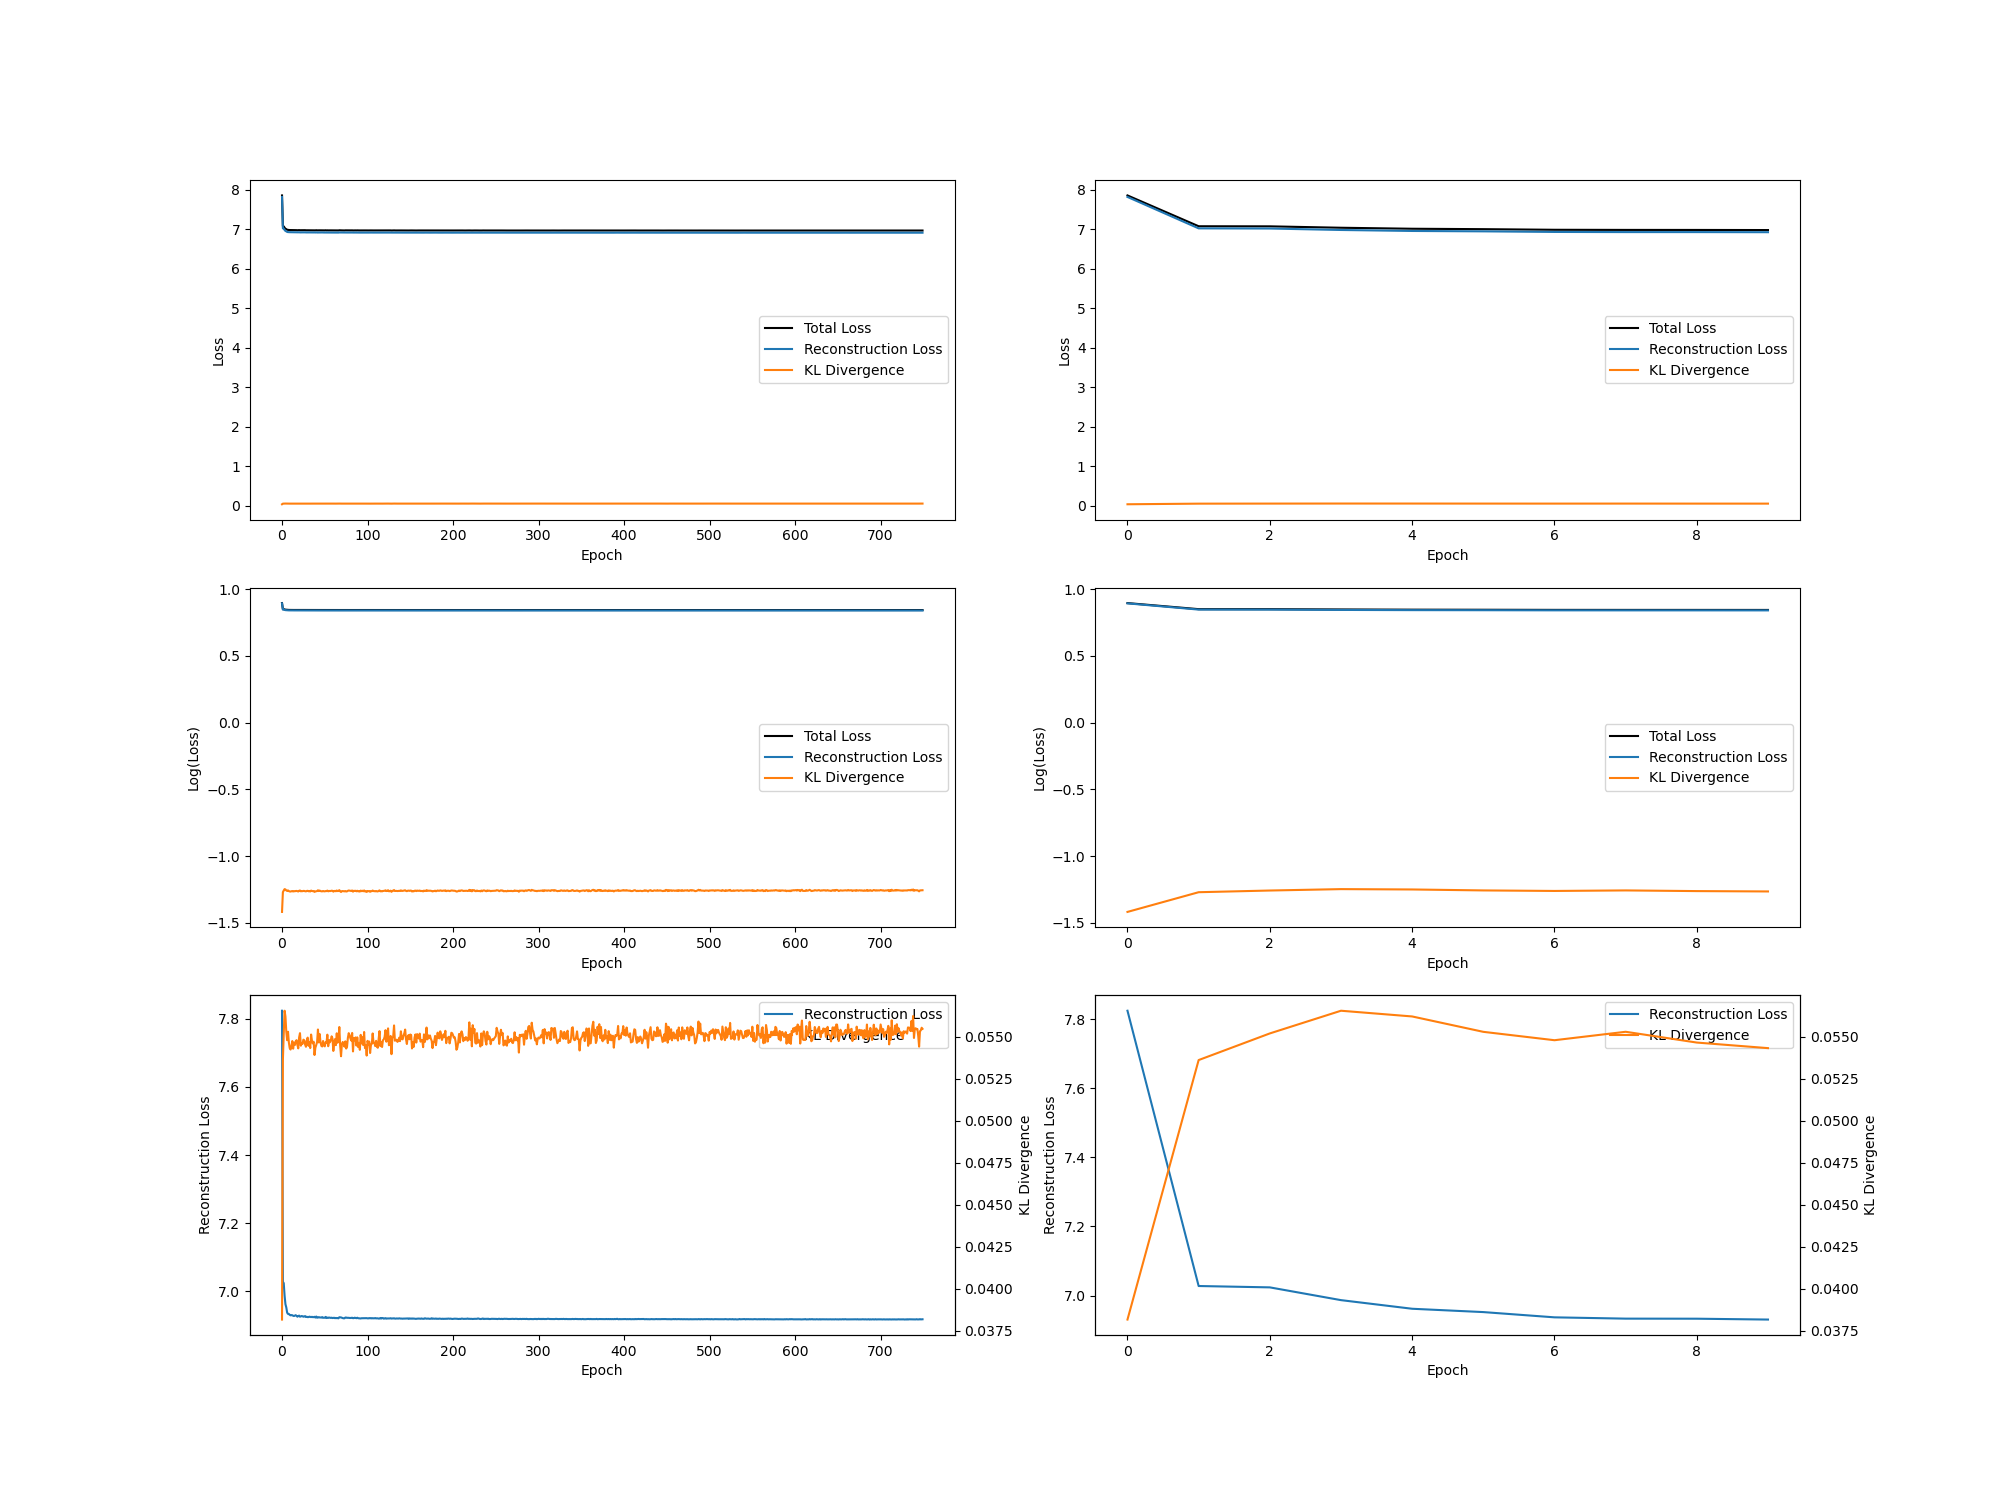 8
7
6
5
4
3
2
1
0
Loss
Total Loss
Reconstruction Loss
KL Divergence
0 100 200 300 400 500 600 700
Epoch
8
7
6
5
4
3
2
1
0
Loss
Total Loss
Reconstruction Loss
KL Divergence
0 2 4 6 8
Epoch
1.0
0.5
0.0
−0.5
−1.0
−1.5
Log(Loss)
Total Loss
Reconstruction Loss
KL Divergence
0 100 200 300 400 500 600 700
Epoch
1.0
0.5
0.0
−0.5
−1.0
−1.5
Log(Loss)
Total Loss
Reconstruction Loss
KL Divergence
0 2 4 6 8
Epoch
7.8
7.6
7.4
7.2
7.0
Reconstruction Loss
Reconstruction Loss
KL Divergence
0.0550
0.0525
0.0500
0.0475
0.0450
0.0425
0.0400
0.0375
KL Divergence
0 100 200 300 400 500 600 700
Epoch
7.8
7.6
7.4
7.2
7.0
Reconstruction Loss
Reconstruction Loss
KL Divergence
0.0550
0.0525
0.0500
0.0475
0.0450
0.0425
0.0400
0.0375
KL Divergence
0 2 4 6 8
Epoch